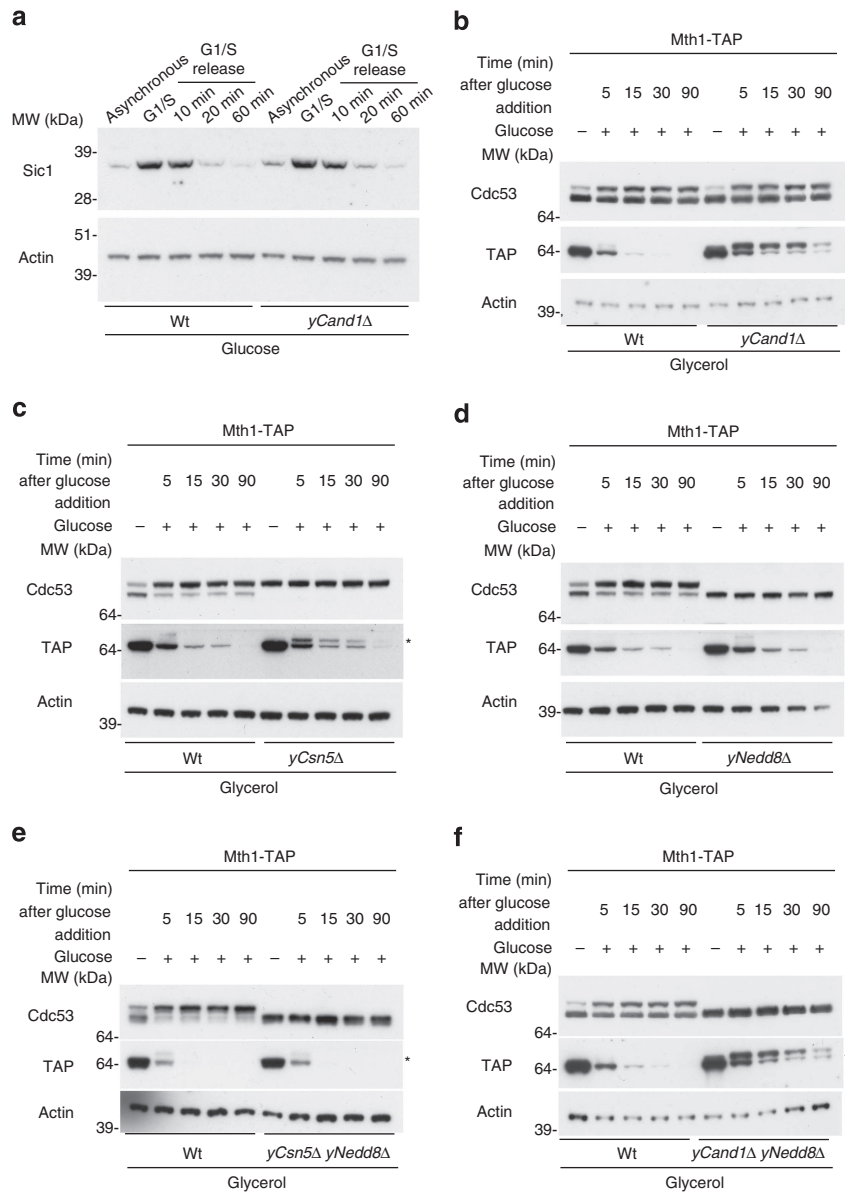 a
G1/S
release
G1/S
release
Asynchronous
G1/S
10 min
20 min
60 min
Asynchronous
G1/S
10 min
20 min
60 min
MW (kDa)
Sic1
39-
28-
Actin
51-
39-
Wt
yCand1Δ
Glucose
b
Mth1-TAP
Time (min)
after glucose
addition
5 15 30 90 5 15 30 90
Glucose − + + + + − + + + +
MW (kDa)
Cdc53
64-
TAP 64-
Actin
39-
Wt
yCand1Δ
Glycerol
c
Mth1-TAP
Time (min)
after glucose
addition
5 15 30 90 5 15 30 90
Glucose − + + + + − + + + +
MW (kDa)
Cdc53
64-
TAP 64- *
Actin
39-
Wt
yCsn5Δ
Glycerol
d
Mth1-TAP
Time (min)
after glucose
addition
5 15 30 90 5 15 30 90
Glucose − + + + + − + + + +
MW (kDa)
Cdc53
64-
TAP 64-
Actin
39-
Wt
yNedd8Δ
Glycerol
e
Mth1-TAP
Time (min)
after glucose
addition
5 15 30 90 5 15 30 90
Glucose − + + + + − + + + +
MW (kDa)
Cdc53
64-
TAP 64- *
Actin
39-
Wt
yCsn5Δ yNedd8Δ
Glycerol
f
Mth1-TAP
Time (min)
after glucose
addition
5 15 30 90 5 15 30 90
Glucose − + + + + − + + + +
MW (kDa)
Cdc53
64-
TAP 64-
Actin
39-
Wt
yCand1Δ yNedd8Δ
Glycerol